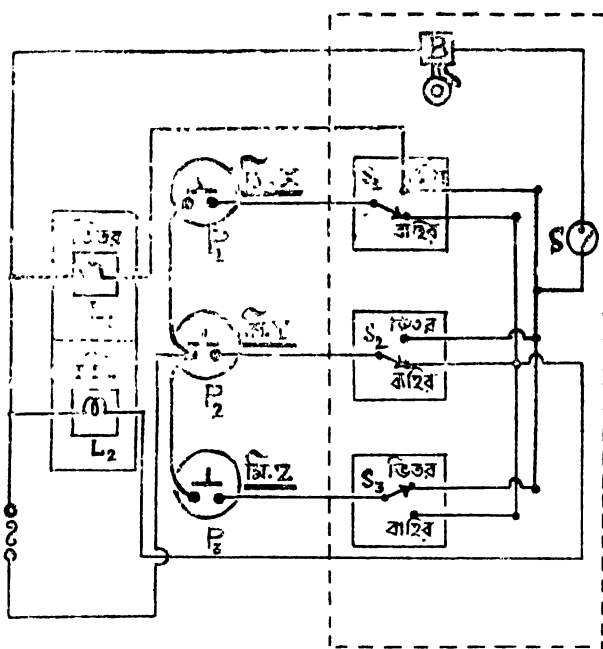 B
মি. X
S₁
বাহির
P₁
S
ভিতর
মি. Y
S₂
ভিতর
বাহির
P₂
L₂
মি. Z
S₃
ভিতর
বাহির